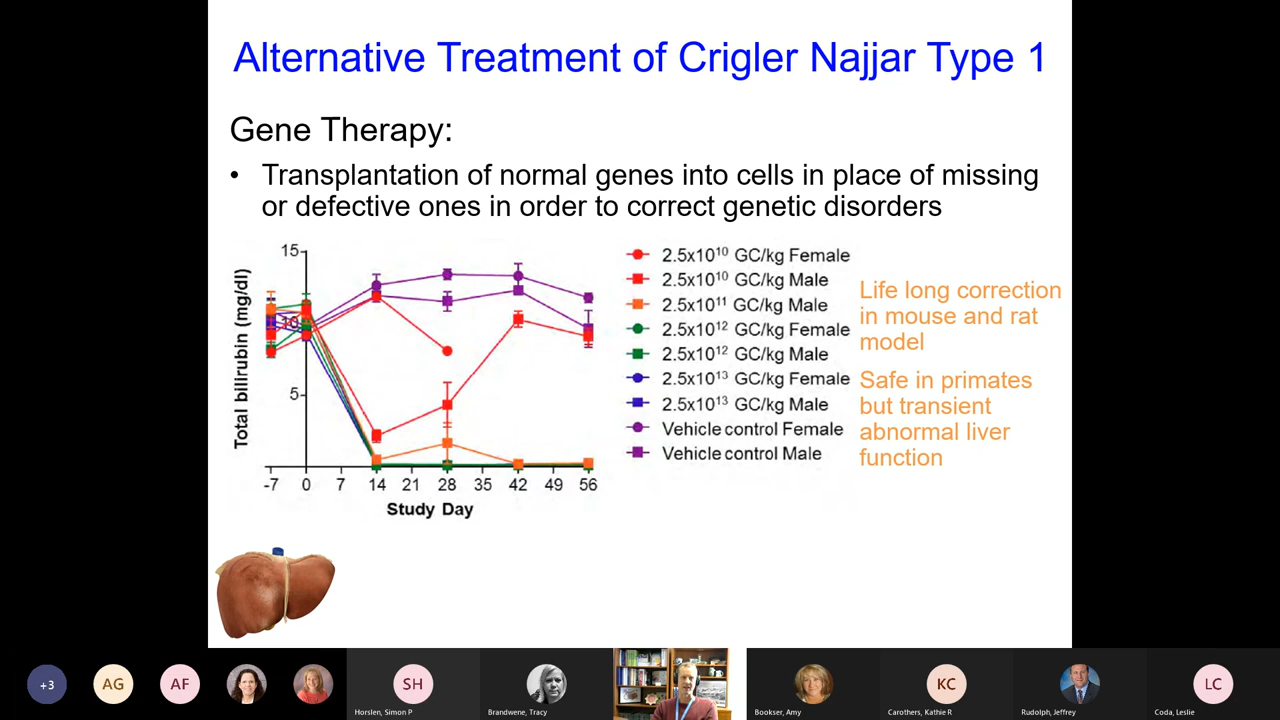 Alternative Treatment of Crigler Najjar Type 1
Gene Therapy:
• Transplantation of normal genes into cells in place of missing
or defective ones in order to correct genetic disorders
Total bilirubin (mg/dl)
15
10
5
-7 0 7 14 21 28 35 42 49 56
Study Day
2.5x10¹⁰ GC/kg Female
2.5x10¹⁰ GC/kg Male
2.5x10¹¹ GC/kg Male
2.5x10¹² GC/kg Female
2.5x10¹² GC/kg Male
2.5x10¹³ GC/kg Female
2.5x10¹³ GC/kg Male
Vehicle control Female
Vehicle control Male
Life long correction
in mouse and rat
model
Safe in primates
but transient
abnormal liver
function
+3
AG
AF
SH
KC
LC
Horslen, Simon P
Brandwene, Tracy
Bookser, Amy
Carothers, Kathie R
Rudolph, Jeffrey
Coda, Leslie